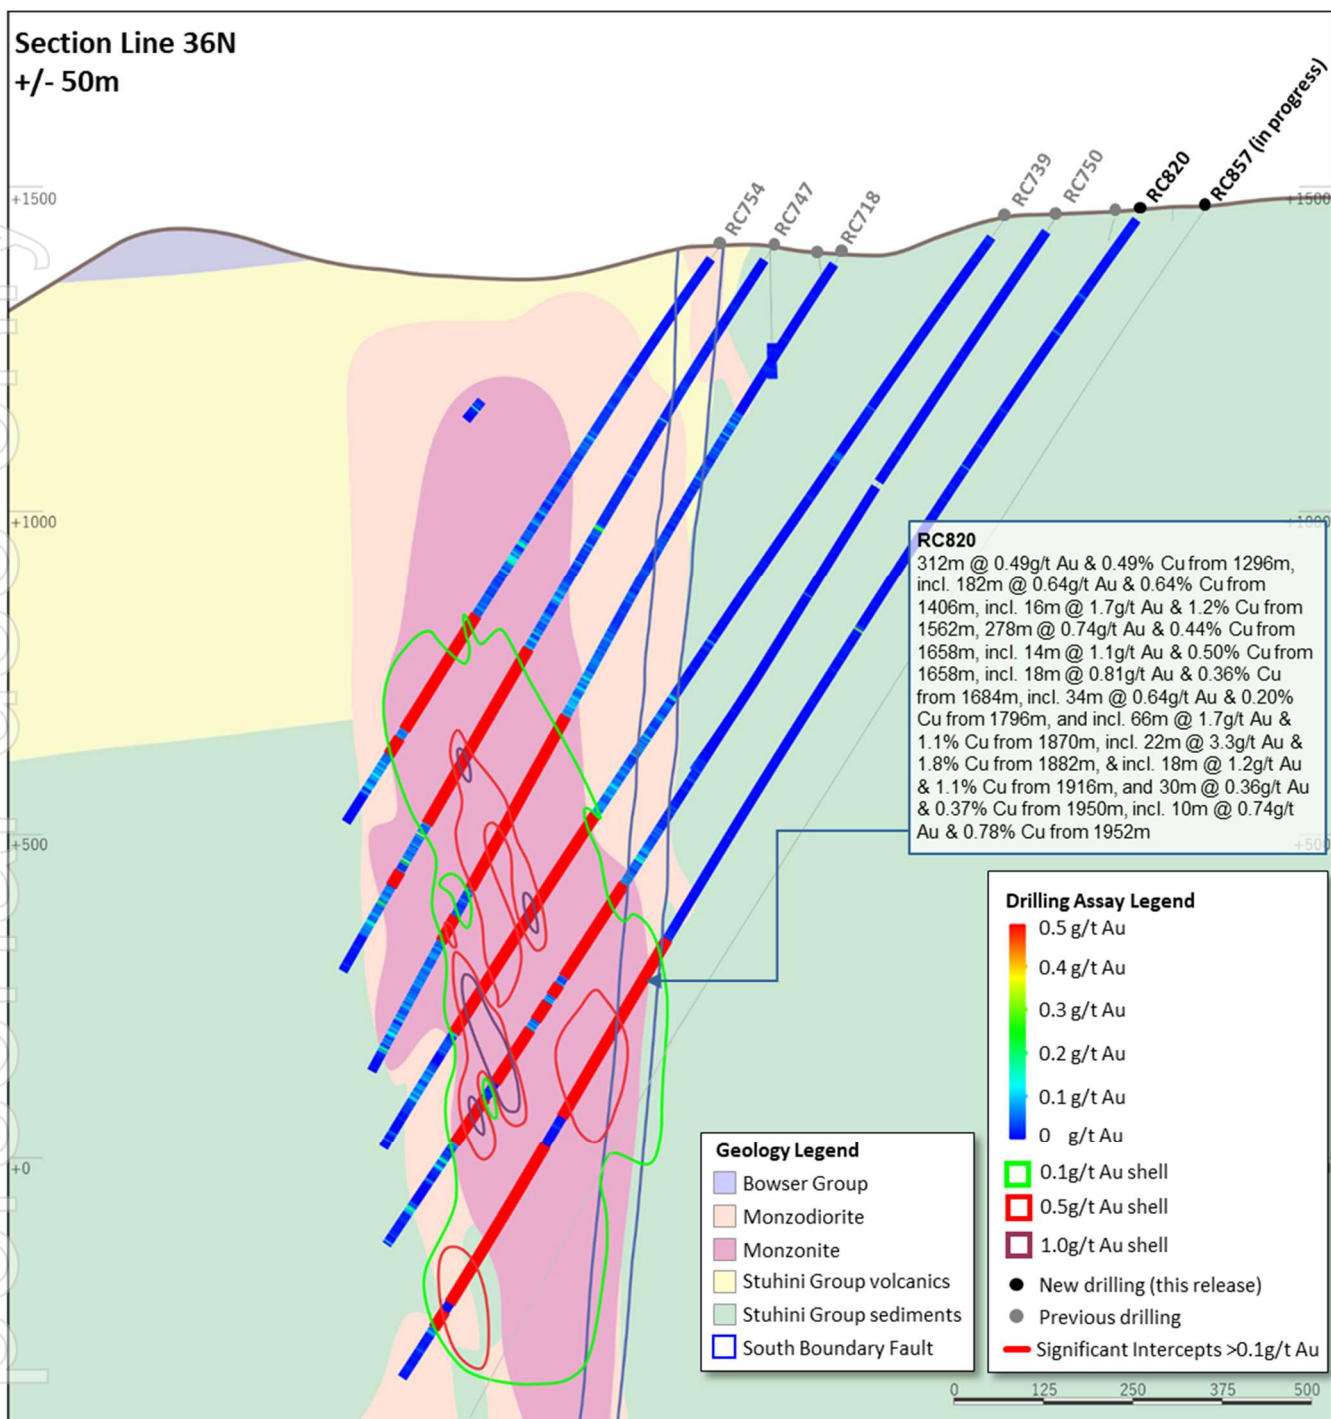 Section Line 36N
+/- 50m
RC754
RC747
RC718
RC739
RC750
RC820
RC857 (in progress)
+1500
+1500
+1000
+1000
RC820
312m @ 0.49g/t Au & 0.49% Cu from 1296m,
incl. 182m @ 0.64g/t Au & 0.64% Cu from
1406m, incl. 16m @ 1.7g/t Au & 1.2% Cu from
1562m, 278m @ 0.74g/t Au & 0.44% Cu from
1658m, incl. 14m @ 1.1g/t Au & 0.50% Cu from
1658m, incl. 18m @ 0.81g/t Au & 0.36% Cu
from 1684m, incl. 34m @ 0.64g/t Au & 0.20%
Cu from 1796m, and incl. 66m @ 1.7g/t Au &
1.1% Cu from 1870m, incl. 22m @ 3.3g/t Au &
1.8% Cu from 1882m, & incl. 18m @ 1.2g/t Au
& 1.1% Cu from 1916m, and 30m @ 0.36g/t Au
& 0.37% Cu from 1950m, incl. 10m @ 0.74g/t
Au & 0.78% Cu from 1952m
+500
+500
+0
Drilling Assay Legend
0.5 g/t Au
0.4 g/t Au
0.3 g/t Au
0.2 g/t Au
0.1 g/t Au
0 g/t Au
0.1g/t Au shell
0.5g/t Au shell
1.0g/t Au shell
New drilling (this release)
Previous drilling
Significant Intercepts >0.1g/t Au
Geology Legend
Bowser Group
Monzodiorite
Monzonite
Stuhini Group volcanics
Stuhini Group sediments
South Boundary Fault
0 125 250 375 500